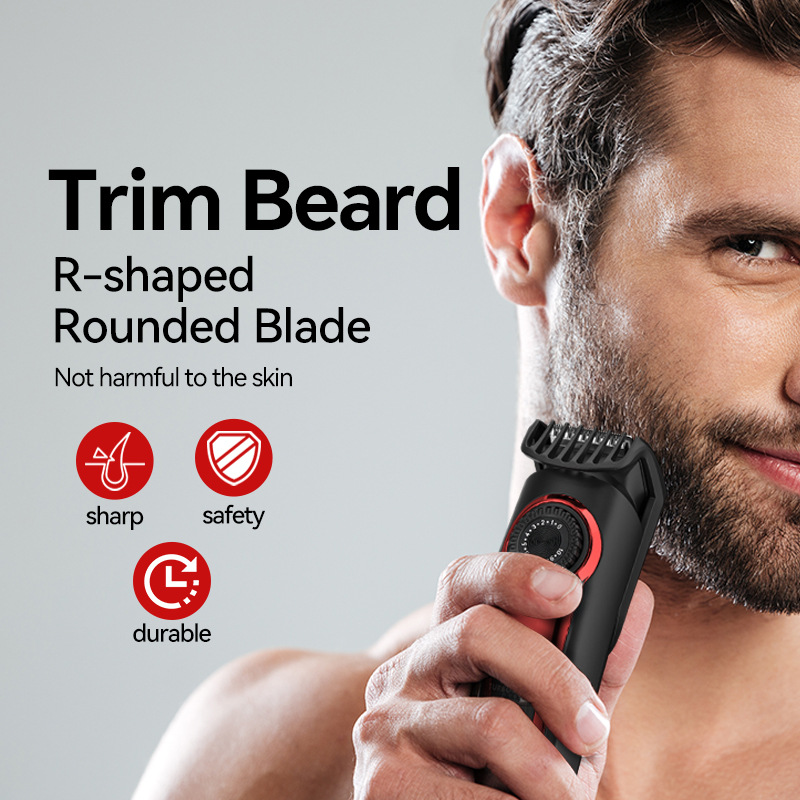 Trim Beard
R-shaped
Rounded Blade
Not harmful to the skin
sharp
safety
durable